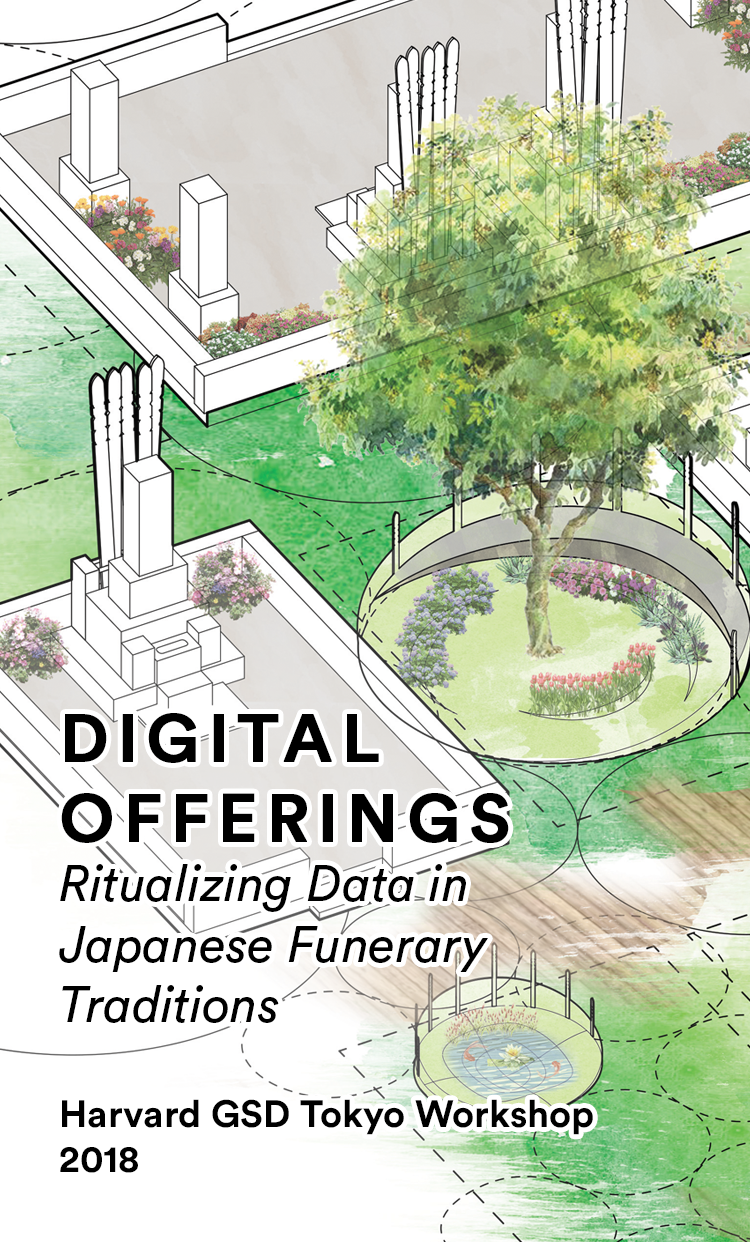 DIGITAL
OFFERINGS
Ritualizing Data in
Japanese Funerary
Traditions
Harvard GSD Tokyo Workshop
2018